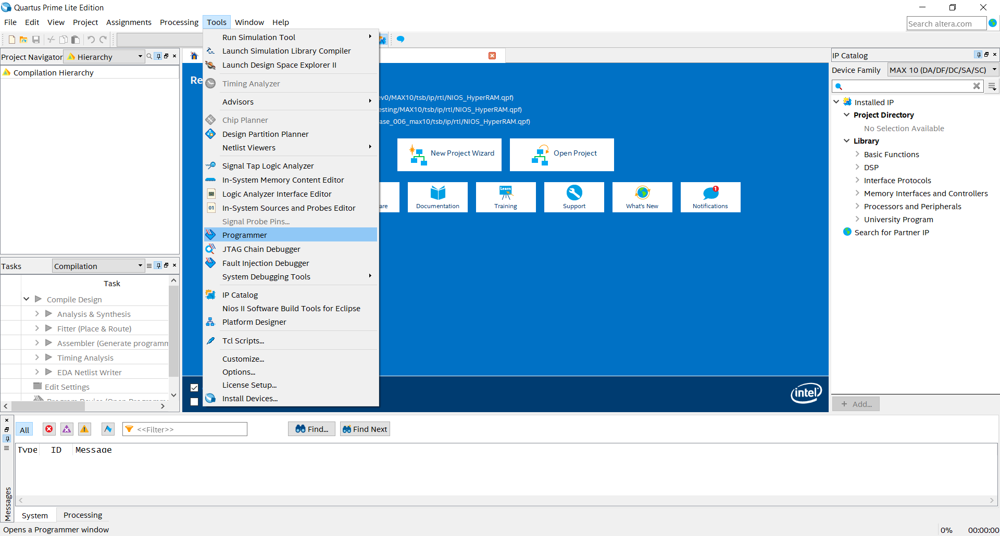 Quartus Prime Lite Edition
File Edit View Project Assignments Processing Tools Window Help
Search altera.com
Project Navigator Hierarchy
Compilation Hierarchy
Tasks Compilation
Task
Compile Design
Analysis & Synthesis
Fitter (Place & Route)
Assembler (Generate programm
Timing Analysis
EDA Netlist Writer
Edit Settings
Run Simulation Tool
Launch Simulation Library Compiler
Launch Design Space Explorer II
Timing Analyzer
Advisors
Chip Planner
Design Partition Planner
Netlist Viewers
Signal Tap Logic Analyzer
In-System Memory Content Editor
Logic Analyzer Interface Editor
In-System Sources and Probes Editor
Signal Probe Pins...
Programmer
JTAG Chain Debugger
Fault Injection Debugger
System Debugging Tools
IP Catalog
Nios II Software Build Tools for Eclipse
Platform Designer
Tcl Scripts...
Customize...
Options...
License Setup...
Install Devices...
Re
ev0/MAX10/tsb/ip/rtl/NIOS_HyperRAM.qpf)
esting/MAX10/tsb/ip/rtl/NIOS_HyperRAM.qpf)
ase_006_max10/tsb/ip/rtl/NIOS_HyperRAM.qpf)
New Project Wizard
Open Project
are
Documentation
Learn
Training
Support
What's New
1
Notifications
intel
IP Catalog
Device Family MAX 10 (DA/DF/DC/SA/SC)
Installed IP
Project Directory
No Selection Available
Library
Basic Functions
DSP
Interface Protocols
Memory Interfaces and Controllers
Processors and Peripherals
University Program
Search for Partner IP
+ Add...
All <<Filter>> Find... Find Next
Type ID Message
Messages
System Processing
Opens a Programmer window
0% 00:00:00